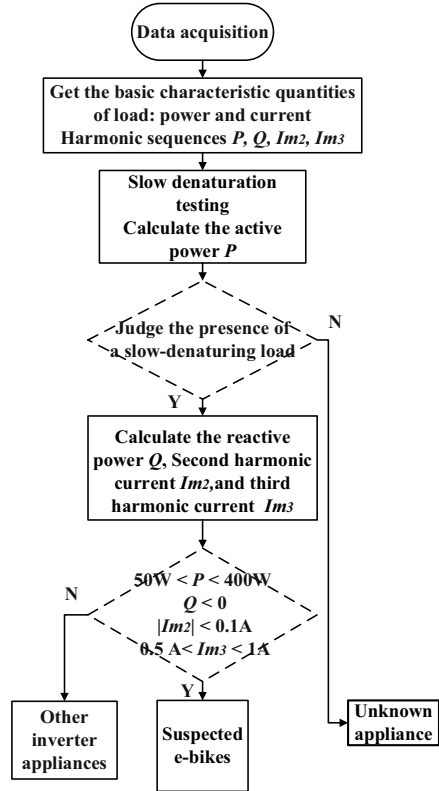 Data acquisition
Get the basic characteristic quantities
of load: power and current
Harmonic sequences P, Q, Im2, Im3
Slow denaturation
testing
Calculate the active
power P
Judge the presence of
a slow-denaturing load
N
Y
Calculate the reactive
power Q, Second harmonic
current Im2,and third
harmonic current Im3
N
50W < P < 400W
Q < 0
|Im2| < 0.1A
0.5 A< Im3 < 1A
Y
Other
inverter
appliances
Suspected
e-bikes
Unknown
appliance